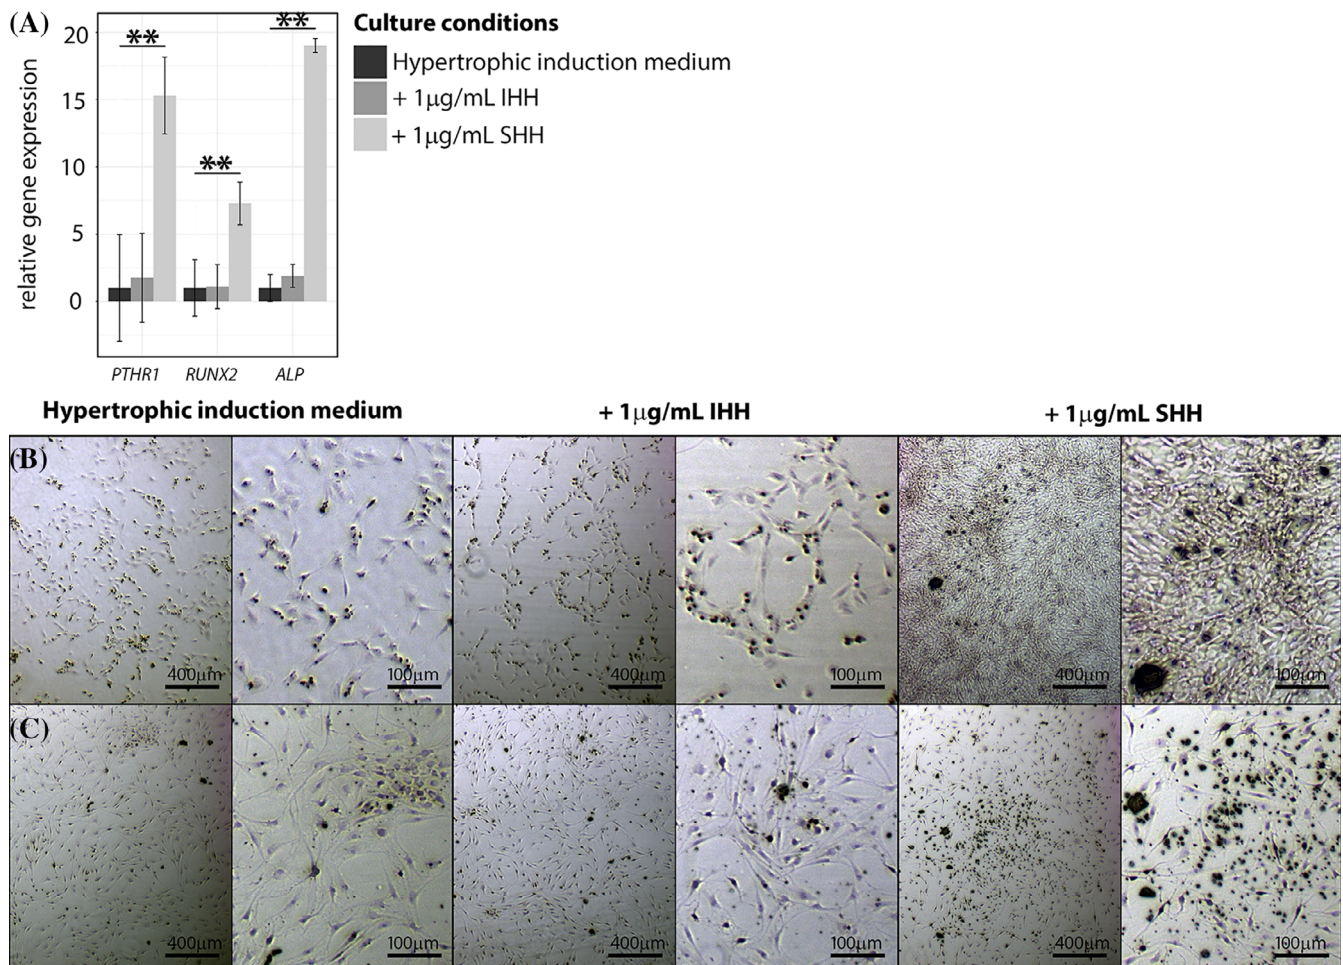 (A)
relative gene expression
20
15
10
5
0
**
**
**
PTHR1 RUNX2 ALP
Culture conditions
Hypertrophic induction medium
+ 1μg/mL IHH
+ 1μg/mL SHH
Hypertrophic induction medium + 1μg/mL IHH + 1μg/mL SHH
(B)
400μm 100μm 400μm 100μm 400μm 100μm
(C)
400μm 100μm 400μm 100μm 400μm 100μm